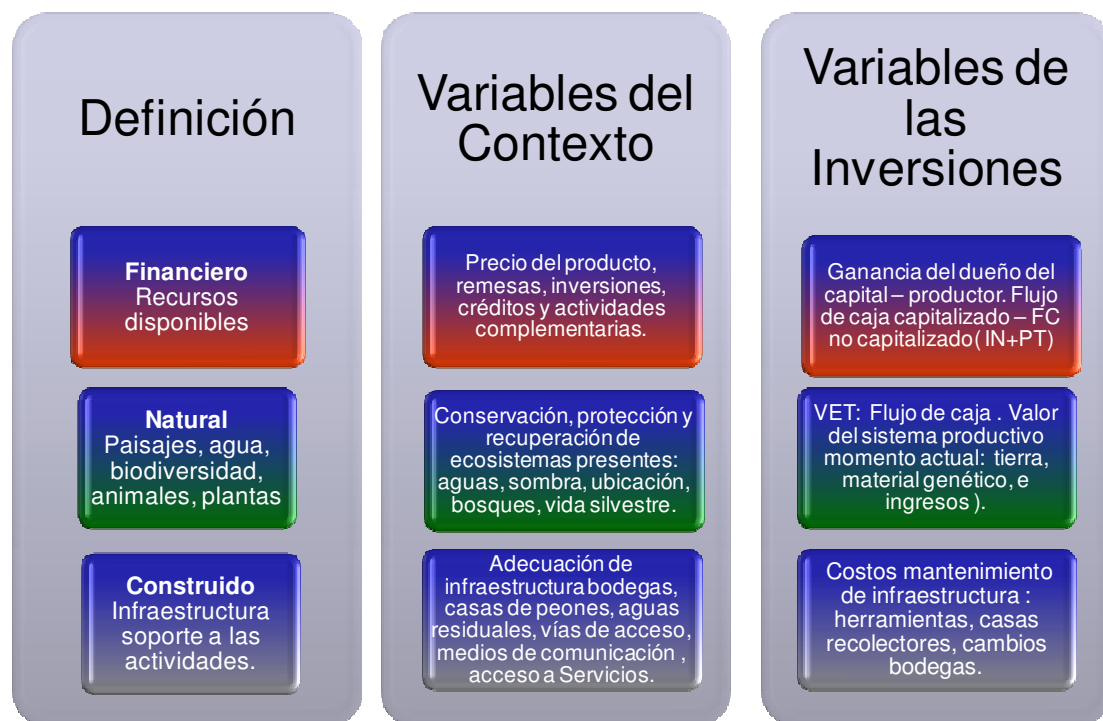 Definición
Financiero
Recursos
disponibles
Natural
Paisajes, agua,
biodiversidad,
animales, plantas
Construido
Infraestructura
soporte a las
actividades.
Variables del
Contexto
Precio del producto,
remesas, inversiones,
créditos y actividades
complementarias.
Conservación, protección y
recuperación de
ecosistemas presentes:
aguas, sombra, ubicación,
bosques, vida silvestre.
Adecuación de
infraestructura bodegas,
casas de peones, aguas
residuales, vías de acceso,
medios de comunicación ,
acceso a Servicios.
Variables de
las
Inversiones
Ganancia del dueño del
capital – productor. Flujo
de caja capitalizado – FC
no capitalizado( IN+PT)
VET: Flujo de caja . Valor
del sistema productivo
momento actual: tierra,
material genético, e
ingresos ).
Costos mantenimiento
de infraestructura :
herramientas, casas
recolectores, cambios
bodegas.